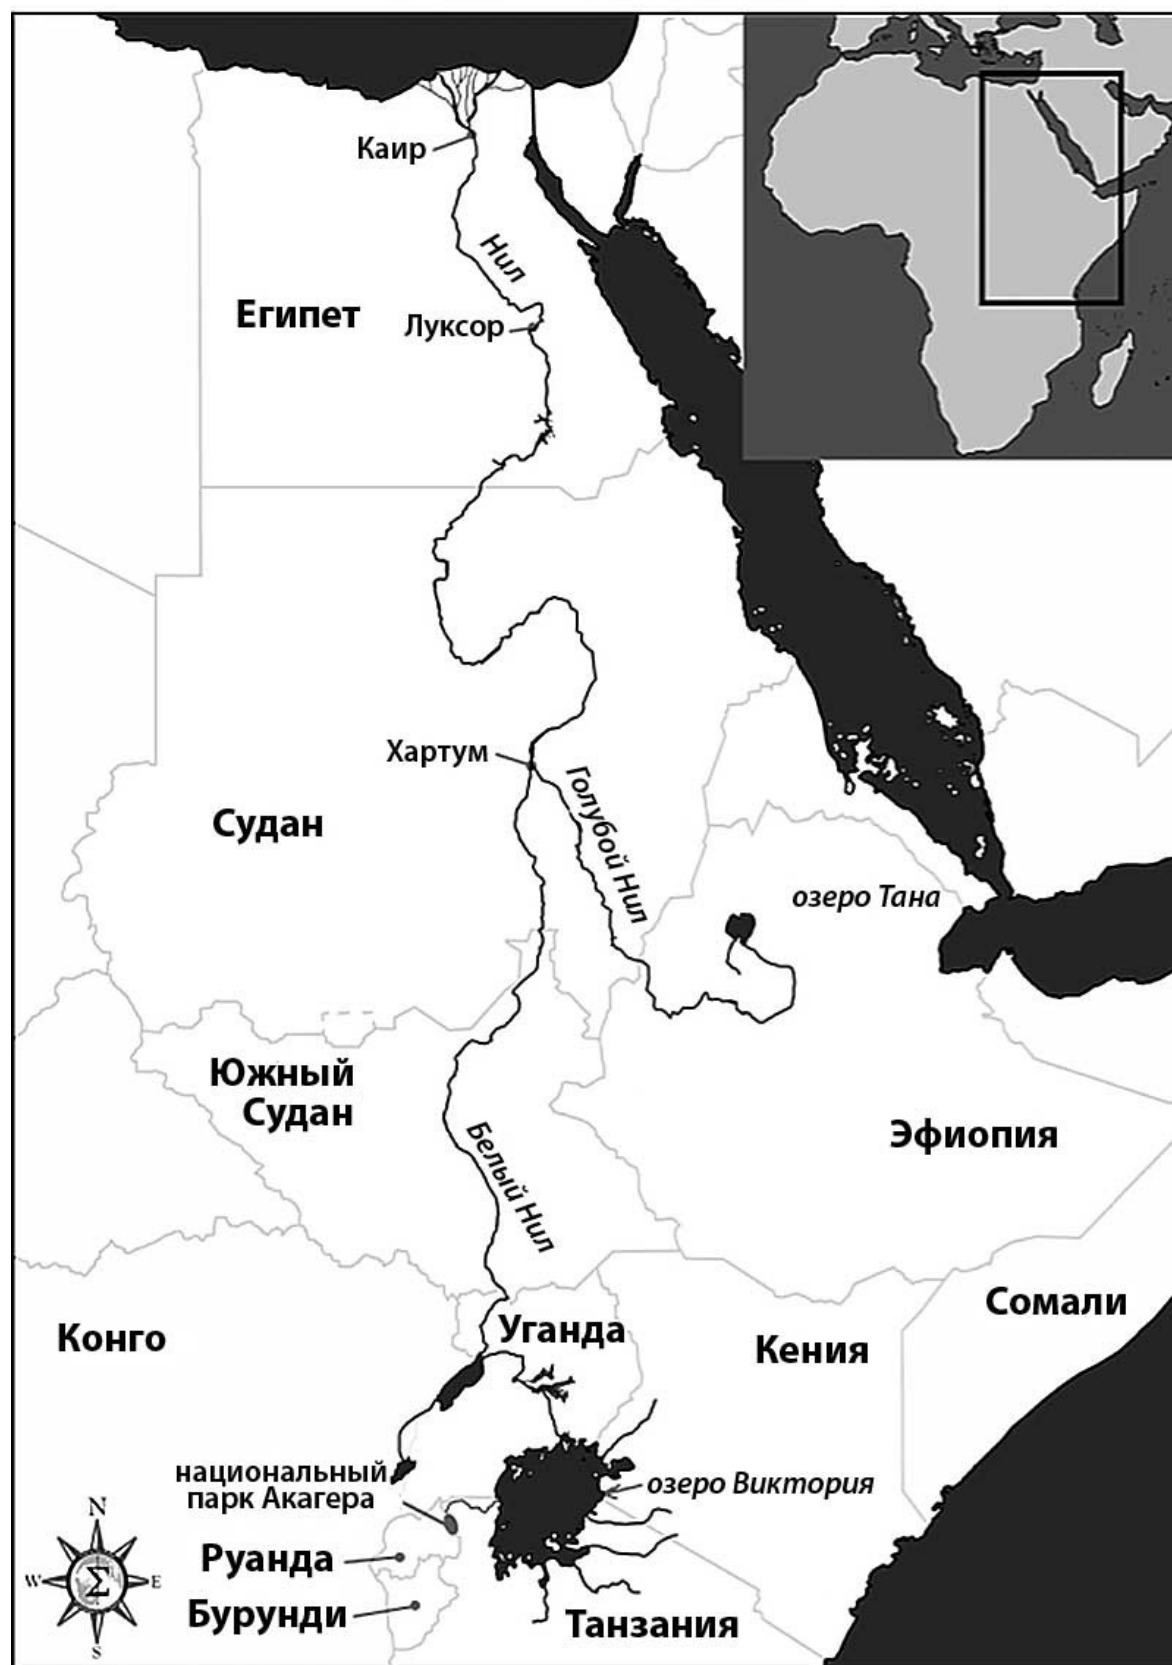 Каир
Нил
Египет
Луксор
Хартум
Голубой Нил
Судан
озеро Тана
Южный
Судан
Эфиопия
Белый Нил
Сомали
Уганда
Конго
Кения
национальный
парк Акагера
озеро Виктория
N
W
Σ
E
S
Руанда
Бурунди
Танзания